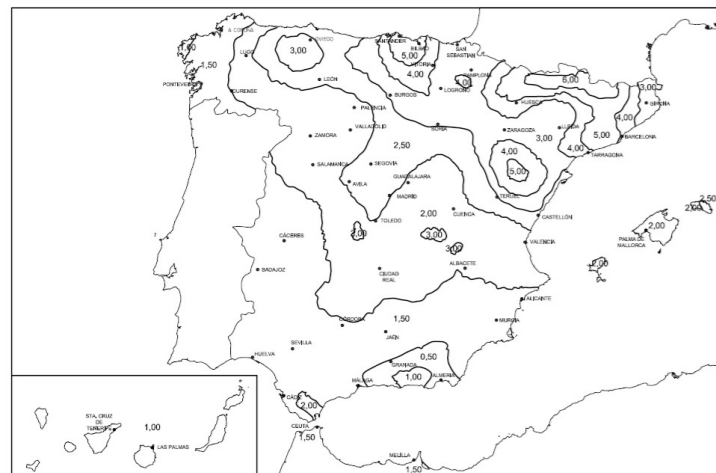 A CORUÑA
OVIEDO
SANTANDER
BILBAO
SAN
SEBASTIAN
1,00
LUGO
3,00
5,00
VITORIA
1,50
4,00
PAMPLONA
6,00
LEÓN
3,00
PONTEVEDRA
OURENSE
BURGOS
LOGROÑO
HUESCA
GIRONA
PALENCIA
4,00
ZAMORA
VALLADOLID
SORIA
ZARAGOZA
LLEIDA
3,00
5,00
BARCELONA
2,50
4,00
4,00
TARRAGONA
SALAMANCA
SEGOVIA
5,00
AVILA
GUADALAJARA
MADRID
TERUEL
2,50
2,00
2,00
CUENCA
CASTELLÓN
TOLEDO
2,00
2,00
3,00
PALMA DE
MALLORCA
CÁCERES
3,00
VALENCIA
BADAJOZ
CIUDAD
REAL
ALBACETE
2,00
ALICANTE
1,50
CÓRDOBA
JAÉN
MURCIA
SEVILLA
HUELVA
0,50
GRANADA
1,00
MÁLAGA
ALMERÍA
CÁDIZ
2,00
STA. CRUZ
DE
TENERIFE
1,00
LAS PALMAS
CEUTA
1,50
MELILLA
1,50